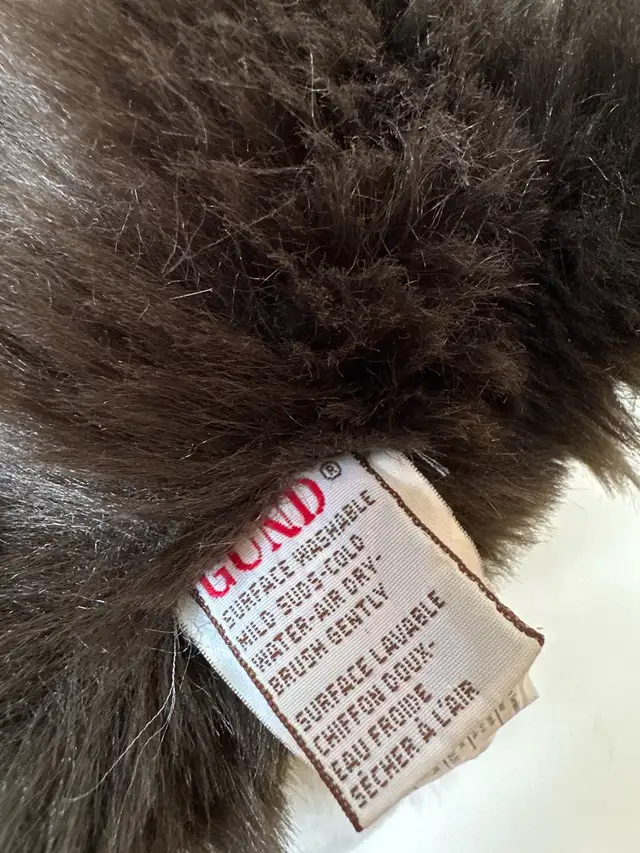 GUND®
SURFACE WASHABLE
MILD SUDS-COLD
WATER-AIR DRY-
BRUSH GENTLY
SURFACE LAVABLE
CHIFFON DOUX-
EAU FROIDE
SÉCHER À L'AIR